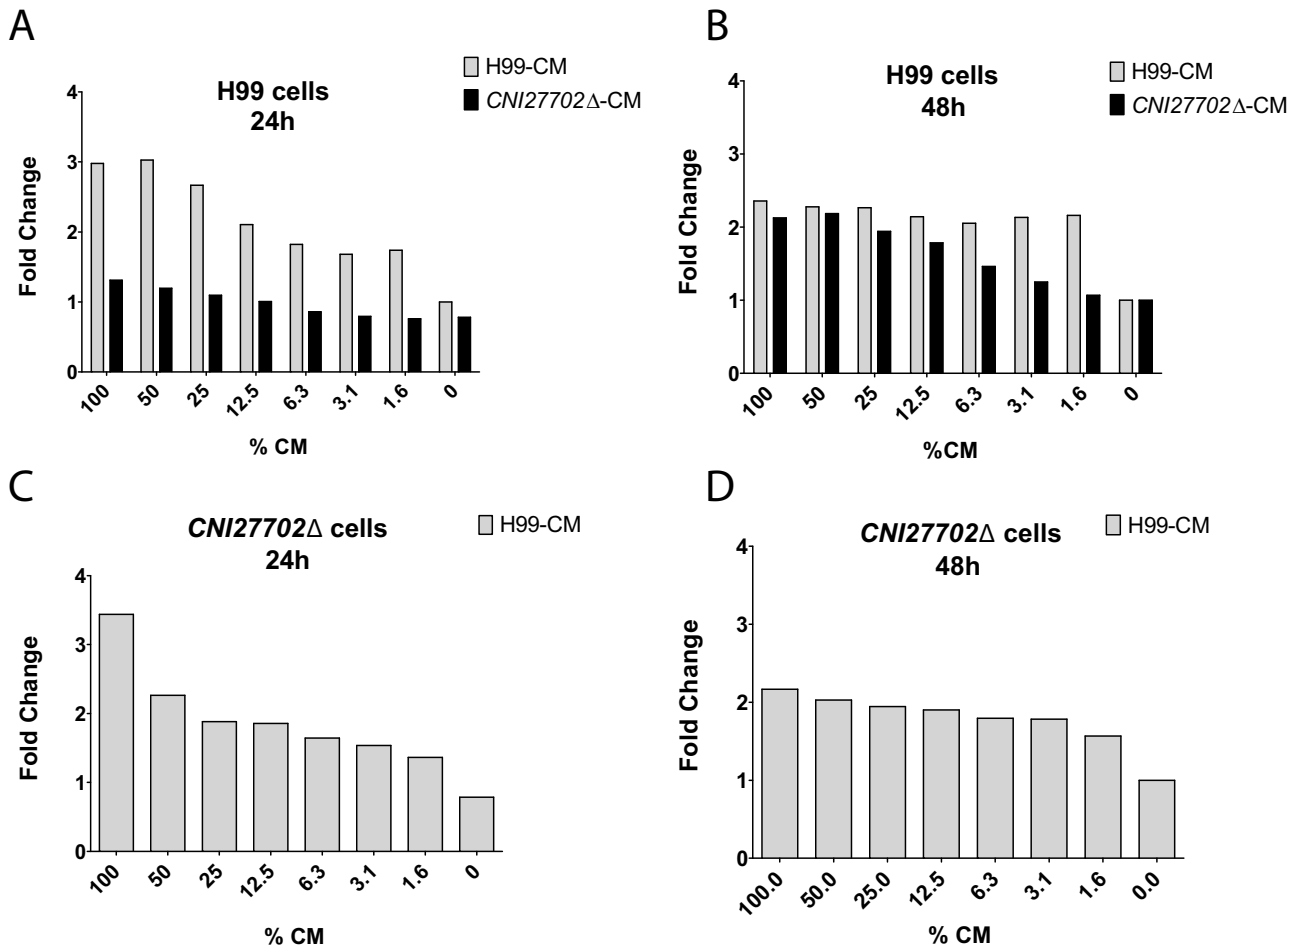 A
H99 cells
24h
H99-CM
CNI27702Δ-CM
Fold Change
4
3
2
1
0
100
50
25
12.5
6.3
3.1
1.6
0
% CM
B
H99 cells
48h
H99-CM
CNI27702Δ-CM
Fold Change
4
3
2
1
0
100
50
25
12.5
6.3
3.1
1.6
0
%CM
C
CNI27702Δ cells
24h
H99-CM
Fold Change
4
3
2
1
0
100
50
25
12.5
6.3
3.1
1.6
0
% CM
D
CNI27702Δ cells
48h
H99-CM
Fold Change
4
3
2
1
0
100.0
50.0
25.0
12.5
6.3
3.1
1.6
0.0
% CM